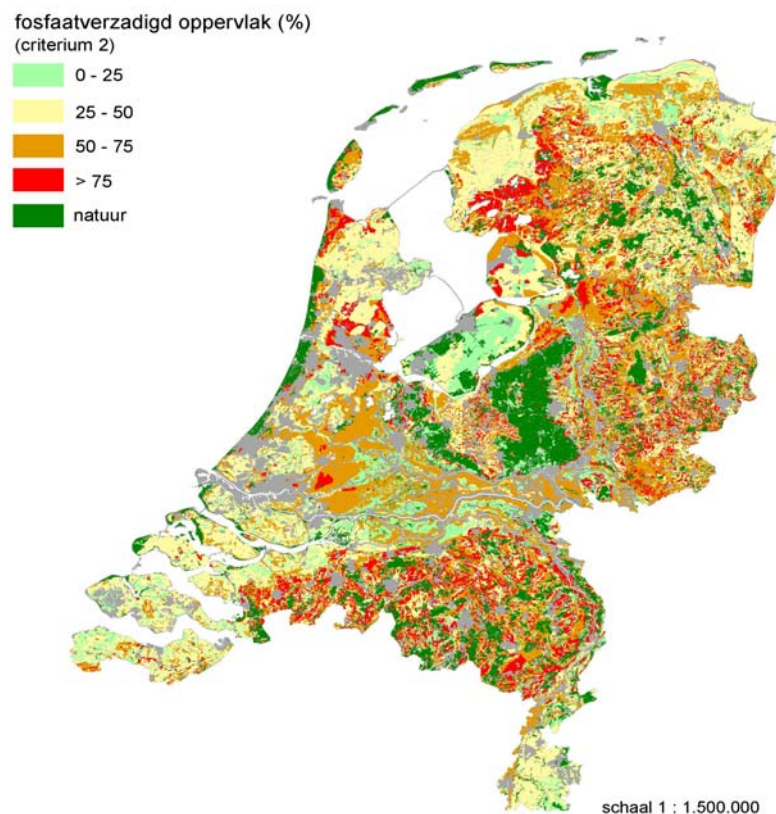 fosfaatverzadigd oppervlak (%)
(criterium 2)
0 - 25
25 - 50
50 - 75
> 75
natuur
schaal 1 : 1.500.000